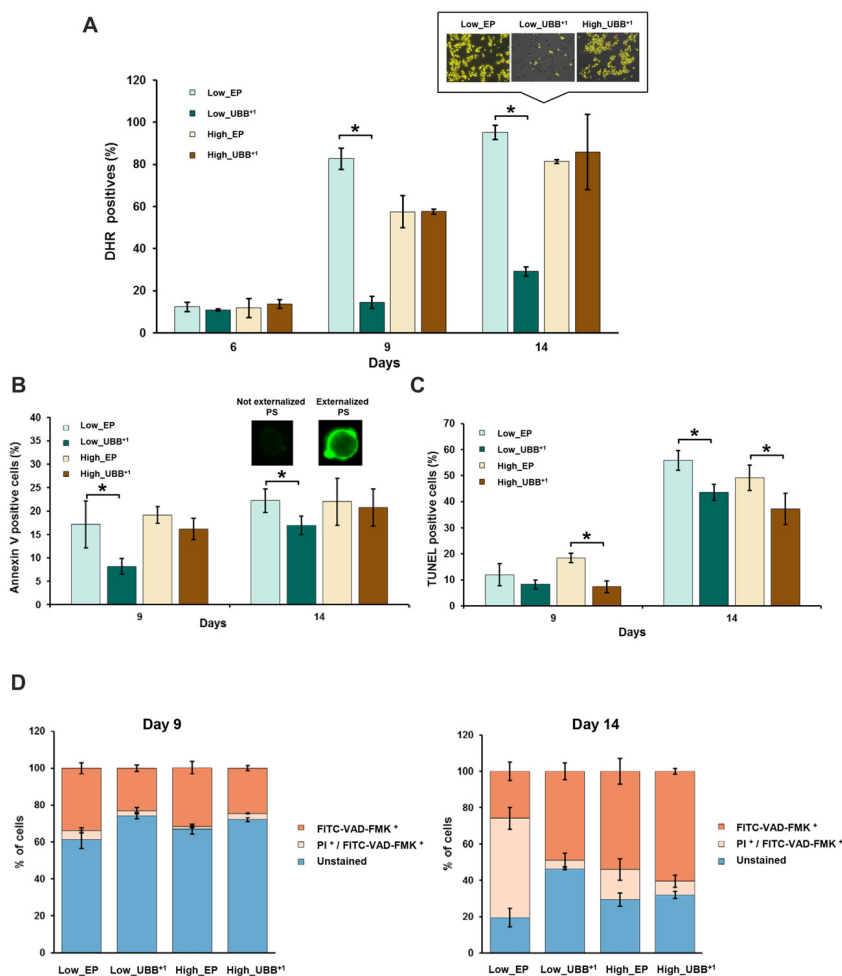 A
Low_EP Low_UBB+1 High_UBB+1
Low_EP
Low_UBB+1
High_EP
High_UBB+1
*
*
DHR positives (%)
120
100
80
60
40
20
0
6 9 14
Days
B
Low_EP
Low_UBB+1
High_EP
High_UBB+1
Not externalized
PS
Externalized
PS
*
*
Annexin V positive cells (%)
40
35
30
25
20
15
10
5
0
9 14
Days
C
Low_EP
Low_UBB+1
High_EP
High_UBB+1
*
*
*
TUNEL positive cells (%)
70
60
50
40
30
20
10
0
9 14
Days
D
Day 9
% of cells
120
100
80
60
40
20
0
Low_EP Low_UBB+1 High_EP High_UBB+1
FITC-VAD-FMK +
PI + / FITC-VAD-FMK +
Unstained
Day 14
% of cells
120
100
80
60
40
20
0
Low_EP Low_UBB+1 High_EP High_UBB+1
FITC-VAD-FMK +
PI + / FITC-VAD-FMK +
Unstained